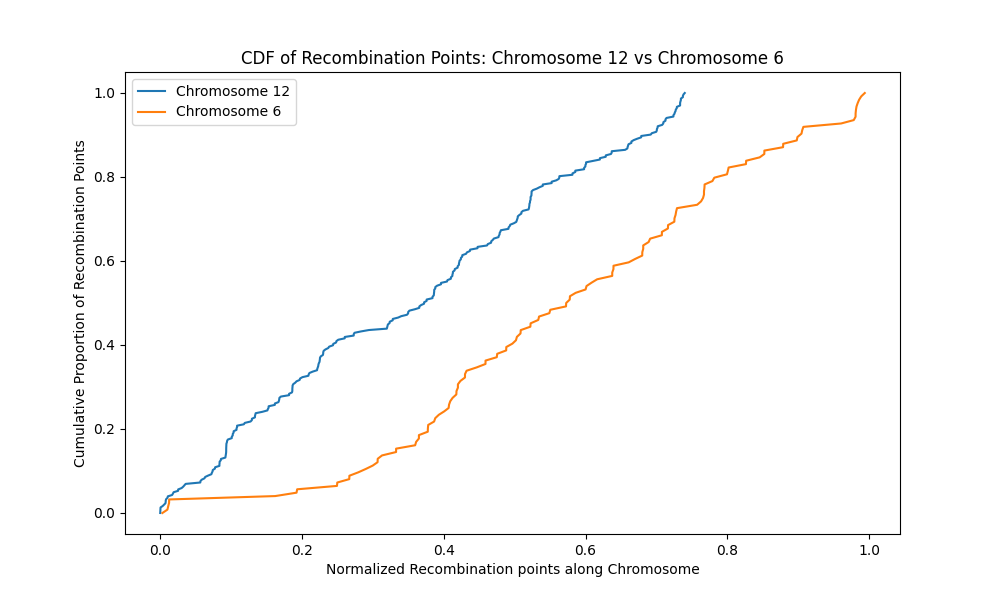 CDF of Recombination Points: Chromosome 12 vs Chromosome 6
Chromosome 12
Chromosome 6
Cumulative Proportion of Recombination Points
1.0
0.8
0.6
0.4
0.2
0.0
0.0 0.2 0.4 0.6 0.8 1.0
Normalized Recombination points along Chromosome